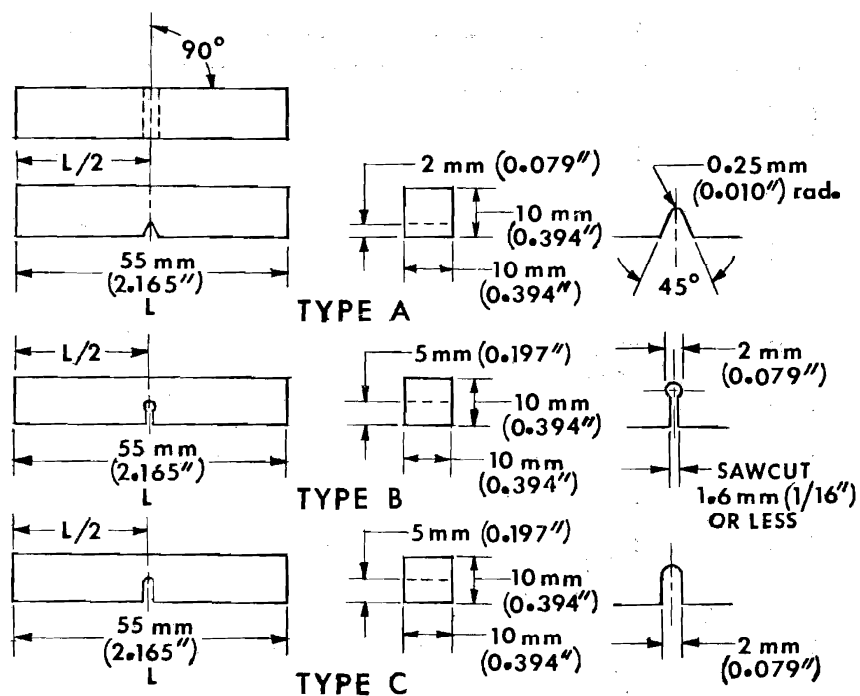 90°
L/2
2 mm (0.079")
0.25 mm
(0.010") rad.
10 mm
(0.394")
55 mm
(2.165")
L
10 mm
(0.394")
45°
TYPE A
L/2
5 mm (0.197")
2 mm
(0.079")
10 mm
(0.394")
55 mm
(2.165")
L
10 mm
(0.394")
SAWCUT
1.6 mm (1/16")
OR LESS
TYPE B
L/2
5 mm (0.197")
10 mm
(0.394")
55 mm
(2.165")
L
10 mm
(0.394")
2 mm
(0.079")
TYPE C